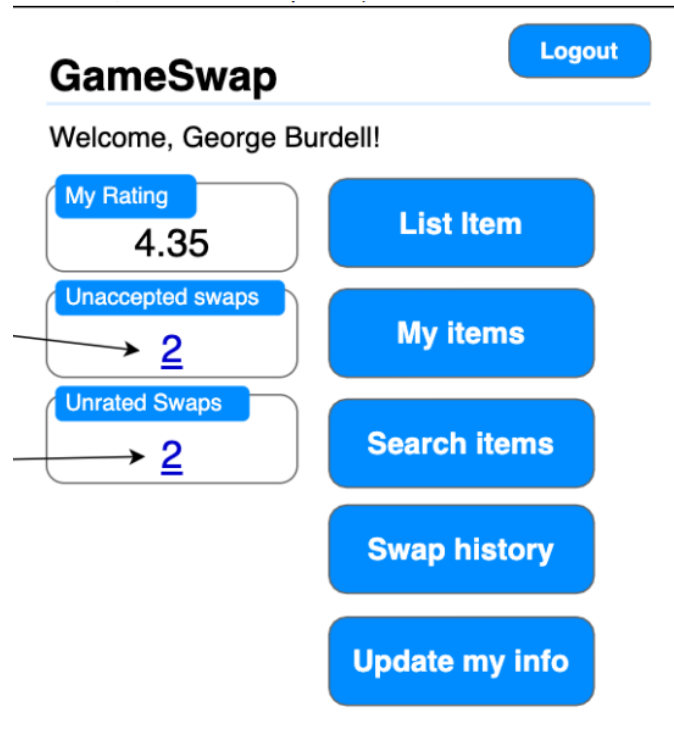 Logout
GameSwap
Welcome, George Burdell!
My Rating
4.35
List Item
Unaccepted swaps
2
My items
Unrated Swaps
2
Search items
Swap history
Update my info